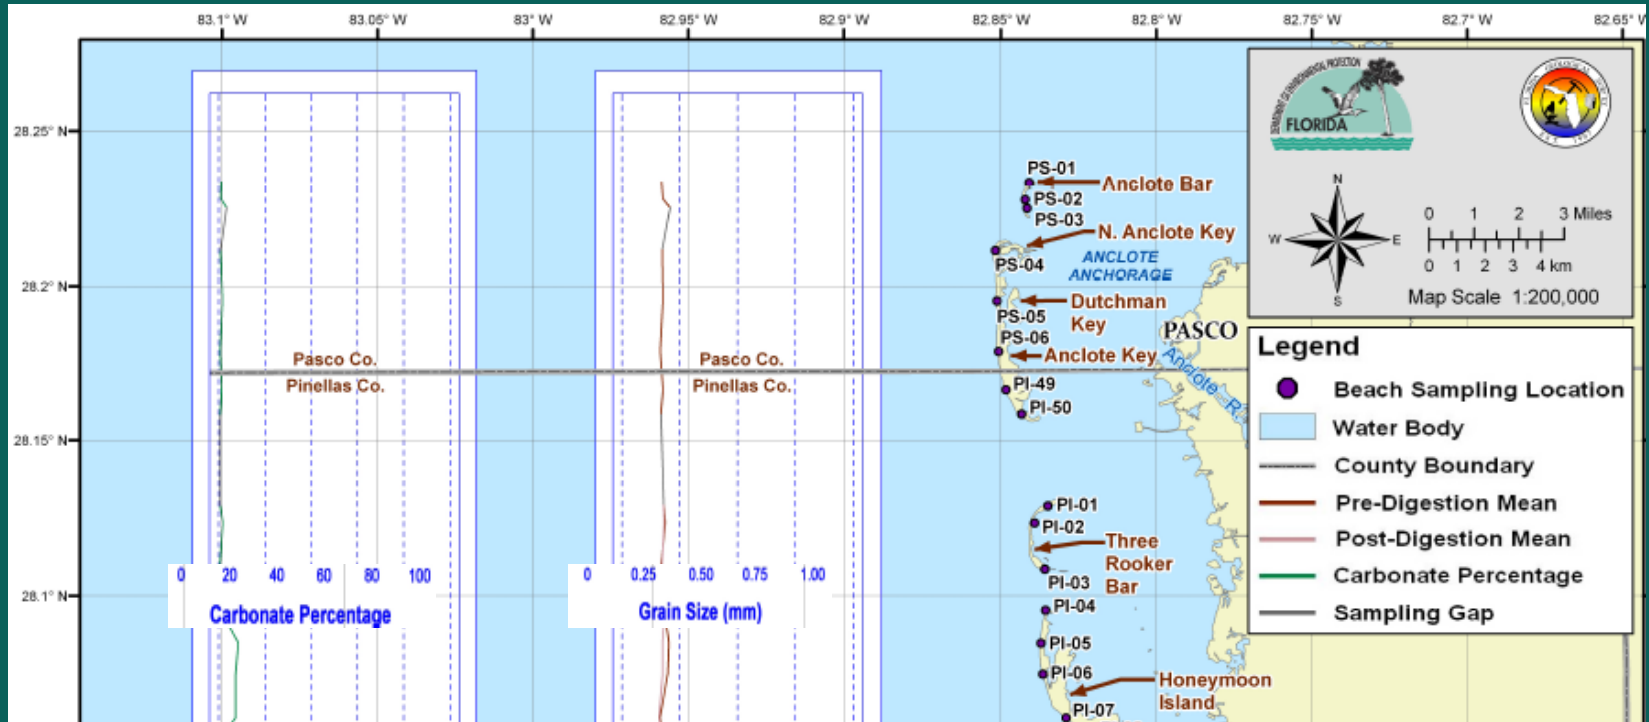 83.1° W
83.05° W
83° W
82.95° W
82.9° W
82.85° W
82.8° W
82.75° W
82.7° W
82.65° W
28.25° N
28.2° N
28.15° N
28.1° N
Pasco Co.
Pinellas Co.
0 20 40 60 80 100
Carbonate Percentage
Pasco Co.
Pinellas Co.
0 0.25 0.50 0.75 1.00
Grain Size (mm)
PS-01
Anclote Bar
PS-02
PS-03
N. Anclote Key
PS-04
ANCLOTE
ANCHORAGE
Dutchman
Key
PS-05
PS-06
PASCO
Anclote Key
Anclote R.
PI-49
PI-50
PI-01
PI-02
Three
Rooker
Bar
PI-03
PI-04
PI-05
PI-06
Honeymoon
Island
PI-07
DEPARTMENT OF ENVIRONMENTAL PROTECTION
FLORIDA
N
W E
S
0 1 2 3 Miles
0 1 2 3 4 km
Map Scale 1:200,000
Legend
Beach Sampling Location
Water Body
County Boundary
Pre-Digestion Mean
Post-Digestion Mean
Carbonate Percentage
Sampling Gap